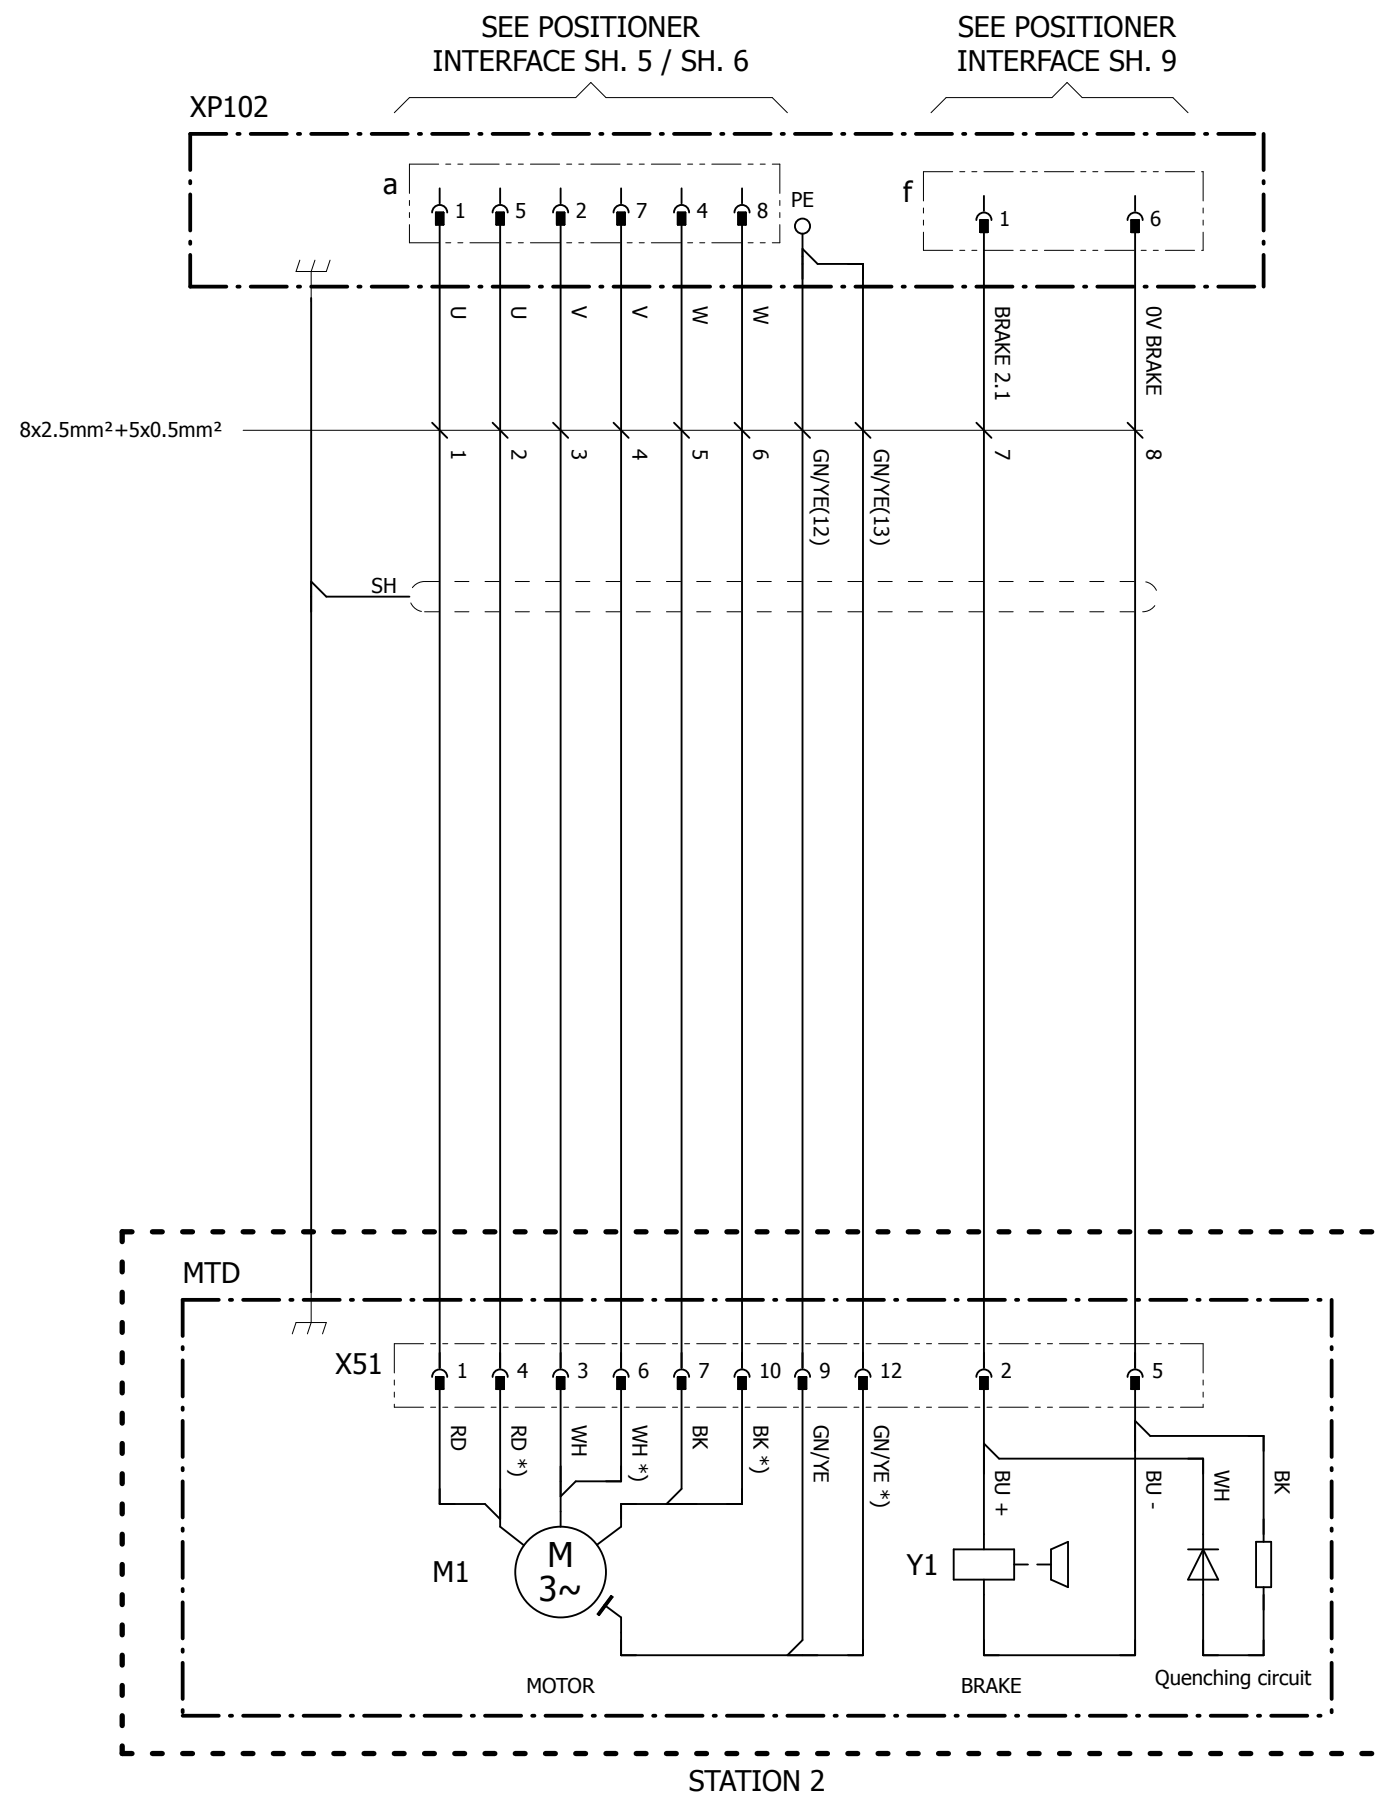 SEE POSITIONER
INTERFACE SH. 5 / SH. 6
SEE POSITIONER
INTERFACE SH. 9
XP102
a
1 5 2 7 4 8
PE
f
1 6
U U V V W W
BRAKE 2.1
0V BRAKE
8x2.5mm²+5x0.5mm²
1 2 3 4 5 6
GN/YE(12)
GN/YE(13)
7 8
SH
MTD
X51
1 4 3 6 7 10 9 12 2 5
RD
RD *)
WH
WH *)
BK
BK *)
GN/YE
GN/YE *)
BU +
BU -
WH
BK
M1
M
3~
Y1
MOTOR
BRAKE
Quenching circuit
STATION 2